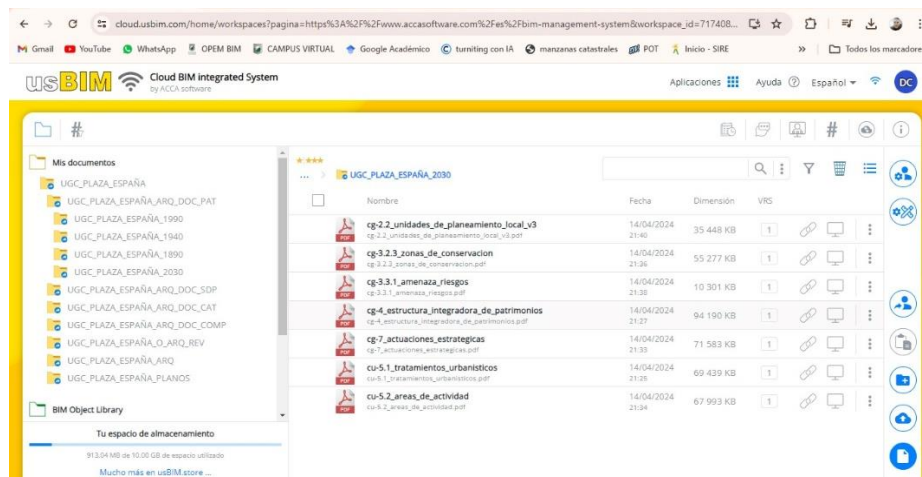 cloud.usbim.com/home/workspaces?pagina=https%3A%2F%2Fwww.accasoftware.com%2Fes%2Fbim-management-system&workspace_id=717408...
Gmail YouTube WhatsApp OPEM BIM CAMPUS VIRTUAL Google Académico turniting con IA manzanas catastrales POT Inicio - SIRE » Todos los marcadore
usBIM Cloud BIM integrated System
by ACCA software
Aplicaciones Ayuda Español DC
Mis documentos
UGC_PLAZA_ESPAÑA
UGC_PLAZA_ESPAÑA_ARQ_DOC_PAT
UGC_PLAZA_ESPAÑA_1990
UGC_PLAZA_ESPAÑA_1940
UGC_PLAZA_ESPAÑA_1890
UGC_PLAZA_ESPAÑA_2030
UGC_PLAZA_ESPAÑA_ARQ_DOC_SOP
UGC_PLAZA_ESPAÑA_ARQ_DOC_CAT
UGC_PLAZA_ESPAÑA_ARQ_DOC_COMP
UGC_PLAZA_ESPAÑA_O_ARQ_REV
UGC_PLAZA_ESPAÑA_ARQ
UGC_PLAZA_ESPAÑA_PLANOS
BIM Object Library
Tu espacio de almacenamiento
913.04 MB de 10.00 GB de espacio utilizado
Mucho más en usBIM.store ...
... > UGC_PLAZA_ESPAÑA_2030
Nombre Fecha Dimensión VRS
PDF cg-2.2_unidades_de_planeamiento_local_v3 14/04/2024 35 448 KB 1
cg-2.2_unidades_de_planeamiento_local_v3.pdf 21:40
PDF cg-3.2.3_zonas_de_conservacion 14/04/2024 55 277 KB 1
cg-3.2.3_zonas_de_conservacion.pdf 21:36
PDF cg-3.3.1_amenaza_riesgos 14/04/2024 10 301 KB 1
cg-3.3.1_amenaza_riesgos.pdf 21:38
PDF cg-4_estructura_integradora_de_patrimonios 14/04/2024 94 190 KB 1
cg-4_estructura_integradora_de_patrimonios.pdf 21:27
PDF cg-7_actuaciones_estrategicas 14/04/2024 71 583 KB 1
cg-7_actuaciones_estrategicas.pdf 21:33
PDF cu-5.1_tratamientos_urbanisticos 14/04/2024 69 439 KB 1
cu-5.1_tratamientos_urbanisticos.pdf 21:25
PDF cu-5.2_areas_de_actividad 14/04/2024 67 993 KB 1
cu-5.2_areas_de_actividad.pdf 21:34